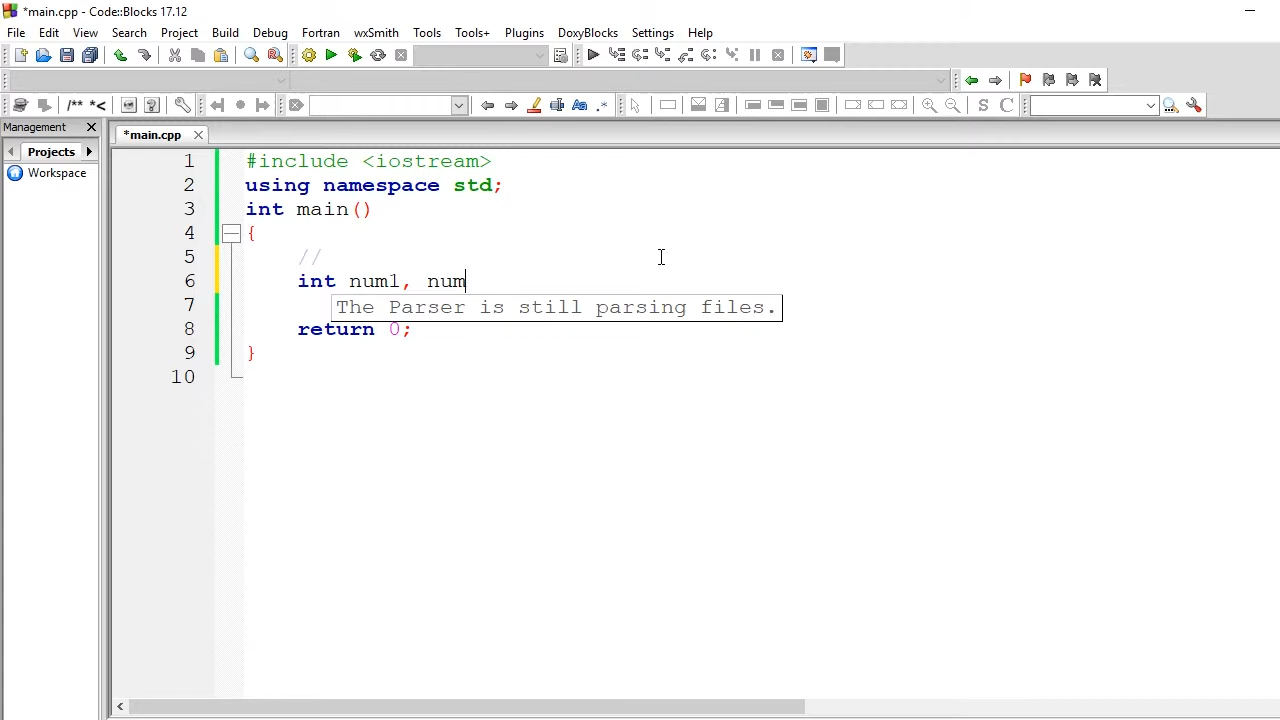 *main.cpp - Code::Blocks 17.12
File Edit View Search Project Build Debug Fortran wxSmith Tools Tools+ Plugins DoxyBlocks Settings Help
/** *<
Aa .*
S C
Management
*main.cpp
Projects
Workspace
1 #include <iostream>
2 using namespace std;
3 int main()
4 {
5 //
6 int num1, num
7 The Parser is still parsing files.
8 return 0;
9 }
10